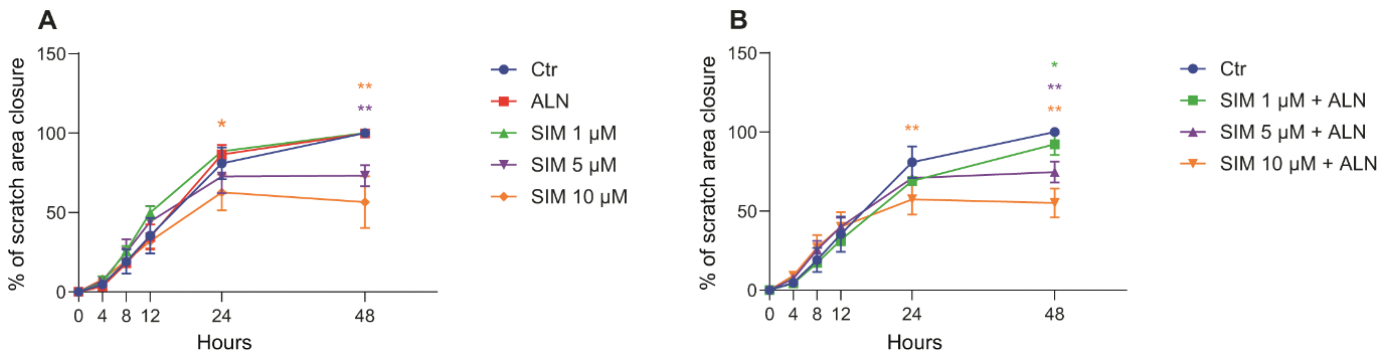 A
% of scratch area closure
150
100
50
0
0 4 8 12 24 48
Hours
*
**
**
Ctr
ALN
SIM 1 µM
SIM 5 µM
SIM 10 µM
B
% of scratch area closure
150
100
50
0
0 4 8 12 24 48
Hours
**
*
**
**
Ctr
SIM 1 µM + ALN
SIM 5 µM + ALN
SIM 10 µM + ALN